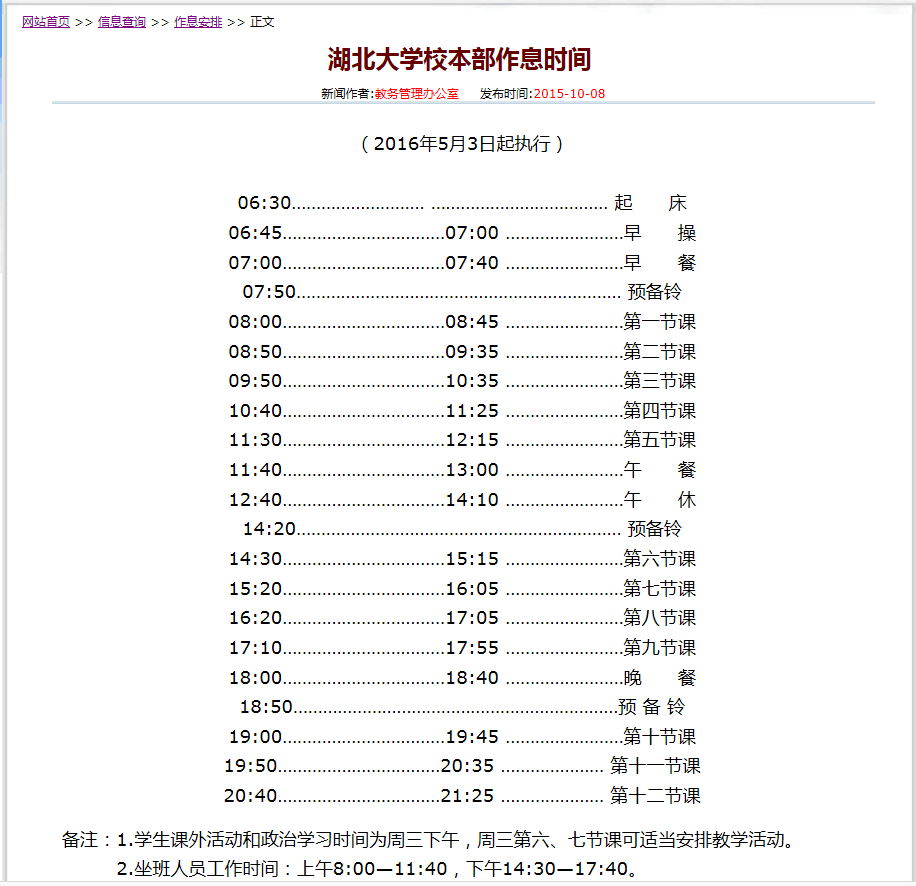 网站首页 >> 信息查询 >> 作息安排 >> 正文
湖北大学校本部作息时间
新闻作者:教务管理办公室 发布时间:2015-10-08
（2016年5月3日起执行）
06:30.......................... ................................... 起 床
06:45................................07:00 .......................早 操
07:00................................07:40 .......................早 餐
07:50................................................................ 预备铃
08:00................................08:45 .......................第一节课
08:50................................09:35 .......................第二节课
09:50................................10:35 .......................第三节课
10:40................................11:25 .......................第四节课
11:30................................12:15 .......................第五节课
11:40................................13:00 .......................午 餐
12:40................................14:10 .......................午 休
14:20................................................................ 预备铃
14:30................................15:15 .......................第六节课
15:20................................16:05 .......................第七节课
16:20................................17:05 .......................第八节课
17:10................................17:55 .......................第九节课
18:00................................18:40 .......................晚 餐
18:50................................................................预 备 铃
19:00................................19:45 .......................第十节课
19:50................................20:35 .................... 第十一节课
20:40................................21:25 .................... 第十二节课
备注：1.学生课外活动和政治学习时间为周三下午，周三第六、七节课可适当安排教学活动。
2.坐班人员工作时间：上午8:00—11:40，下午14:30—17:40。